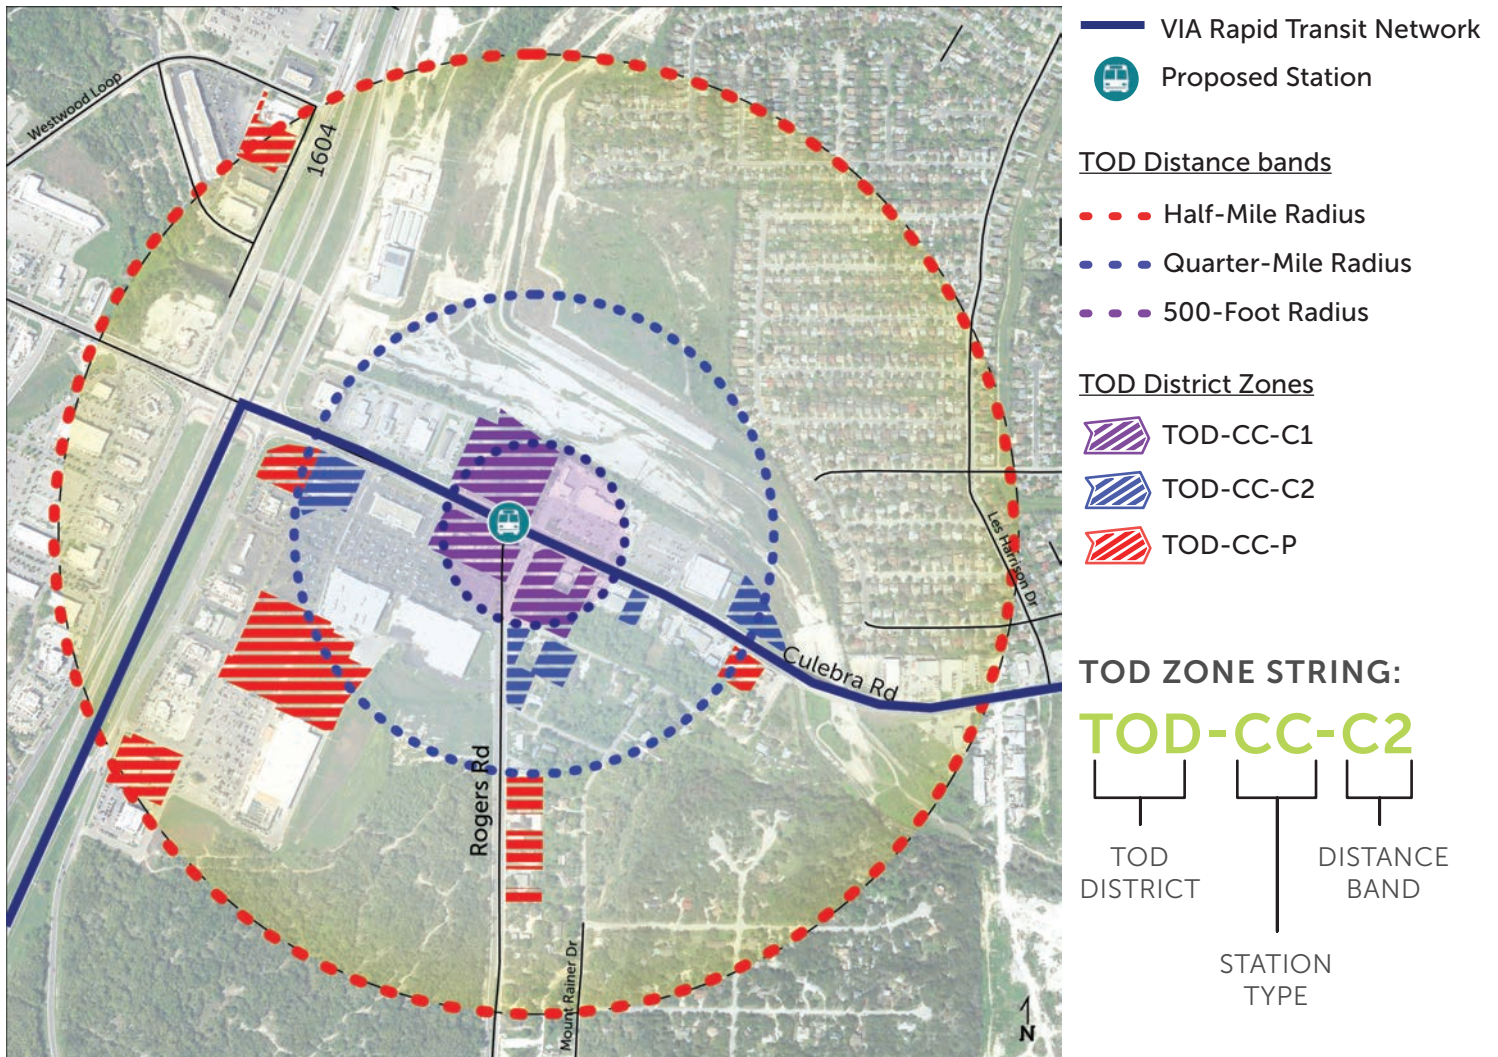 Westwood Loop
1604
Les Harrison Dr
Culebra Rd
Rogers Rd
Mount Rainer Dr
N
VIA Rapid Transit Network
Proposed Station
TOD Distance bands
Half-Mile Radius
Quarter-Mile Radius
500-Foot Radius
TOD District Zones
TOD-CC-C1
TOD-CC-C2
TOD-CC-P
TOD ZONE STRING:
TOD-CC-C2
TOD
DISTRICT
DISTANCE
BAND
STATION
TYPE